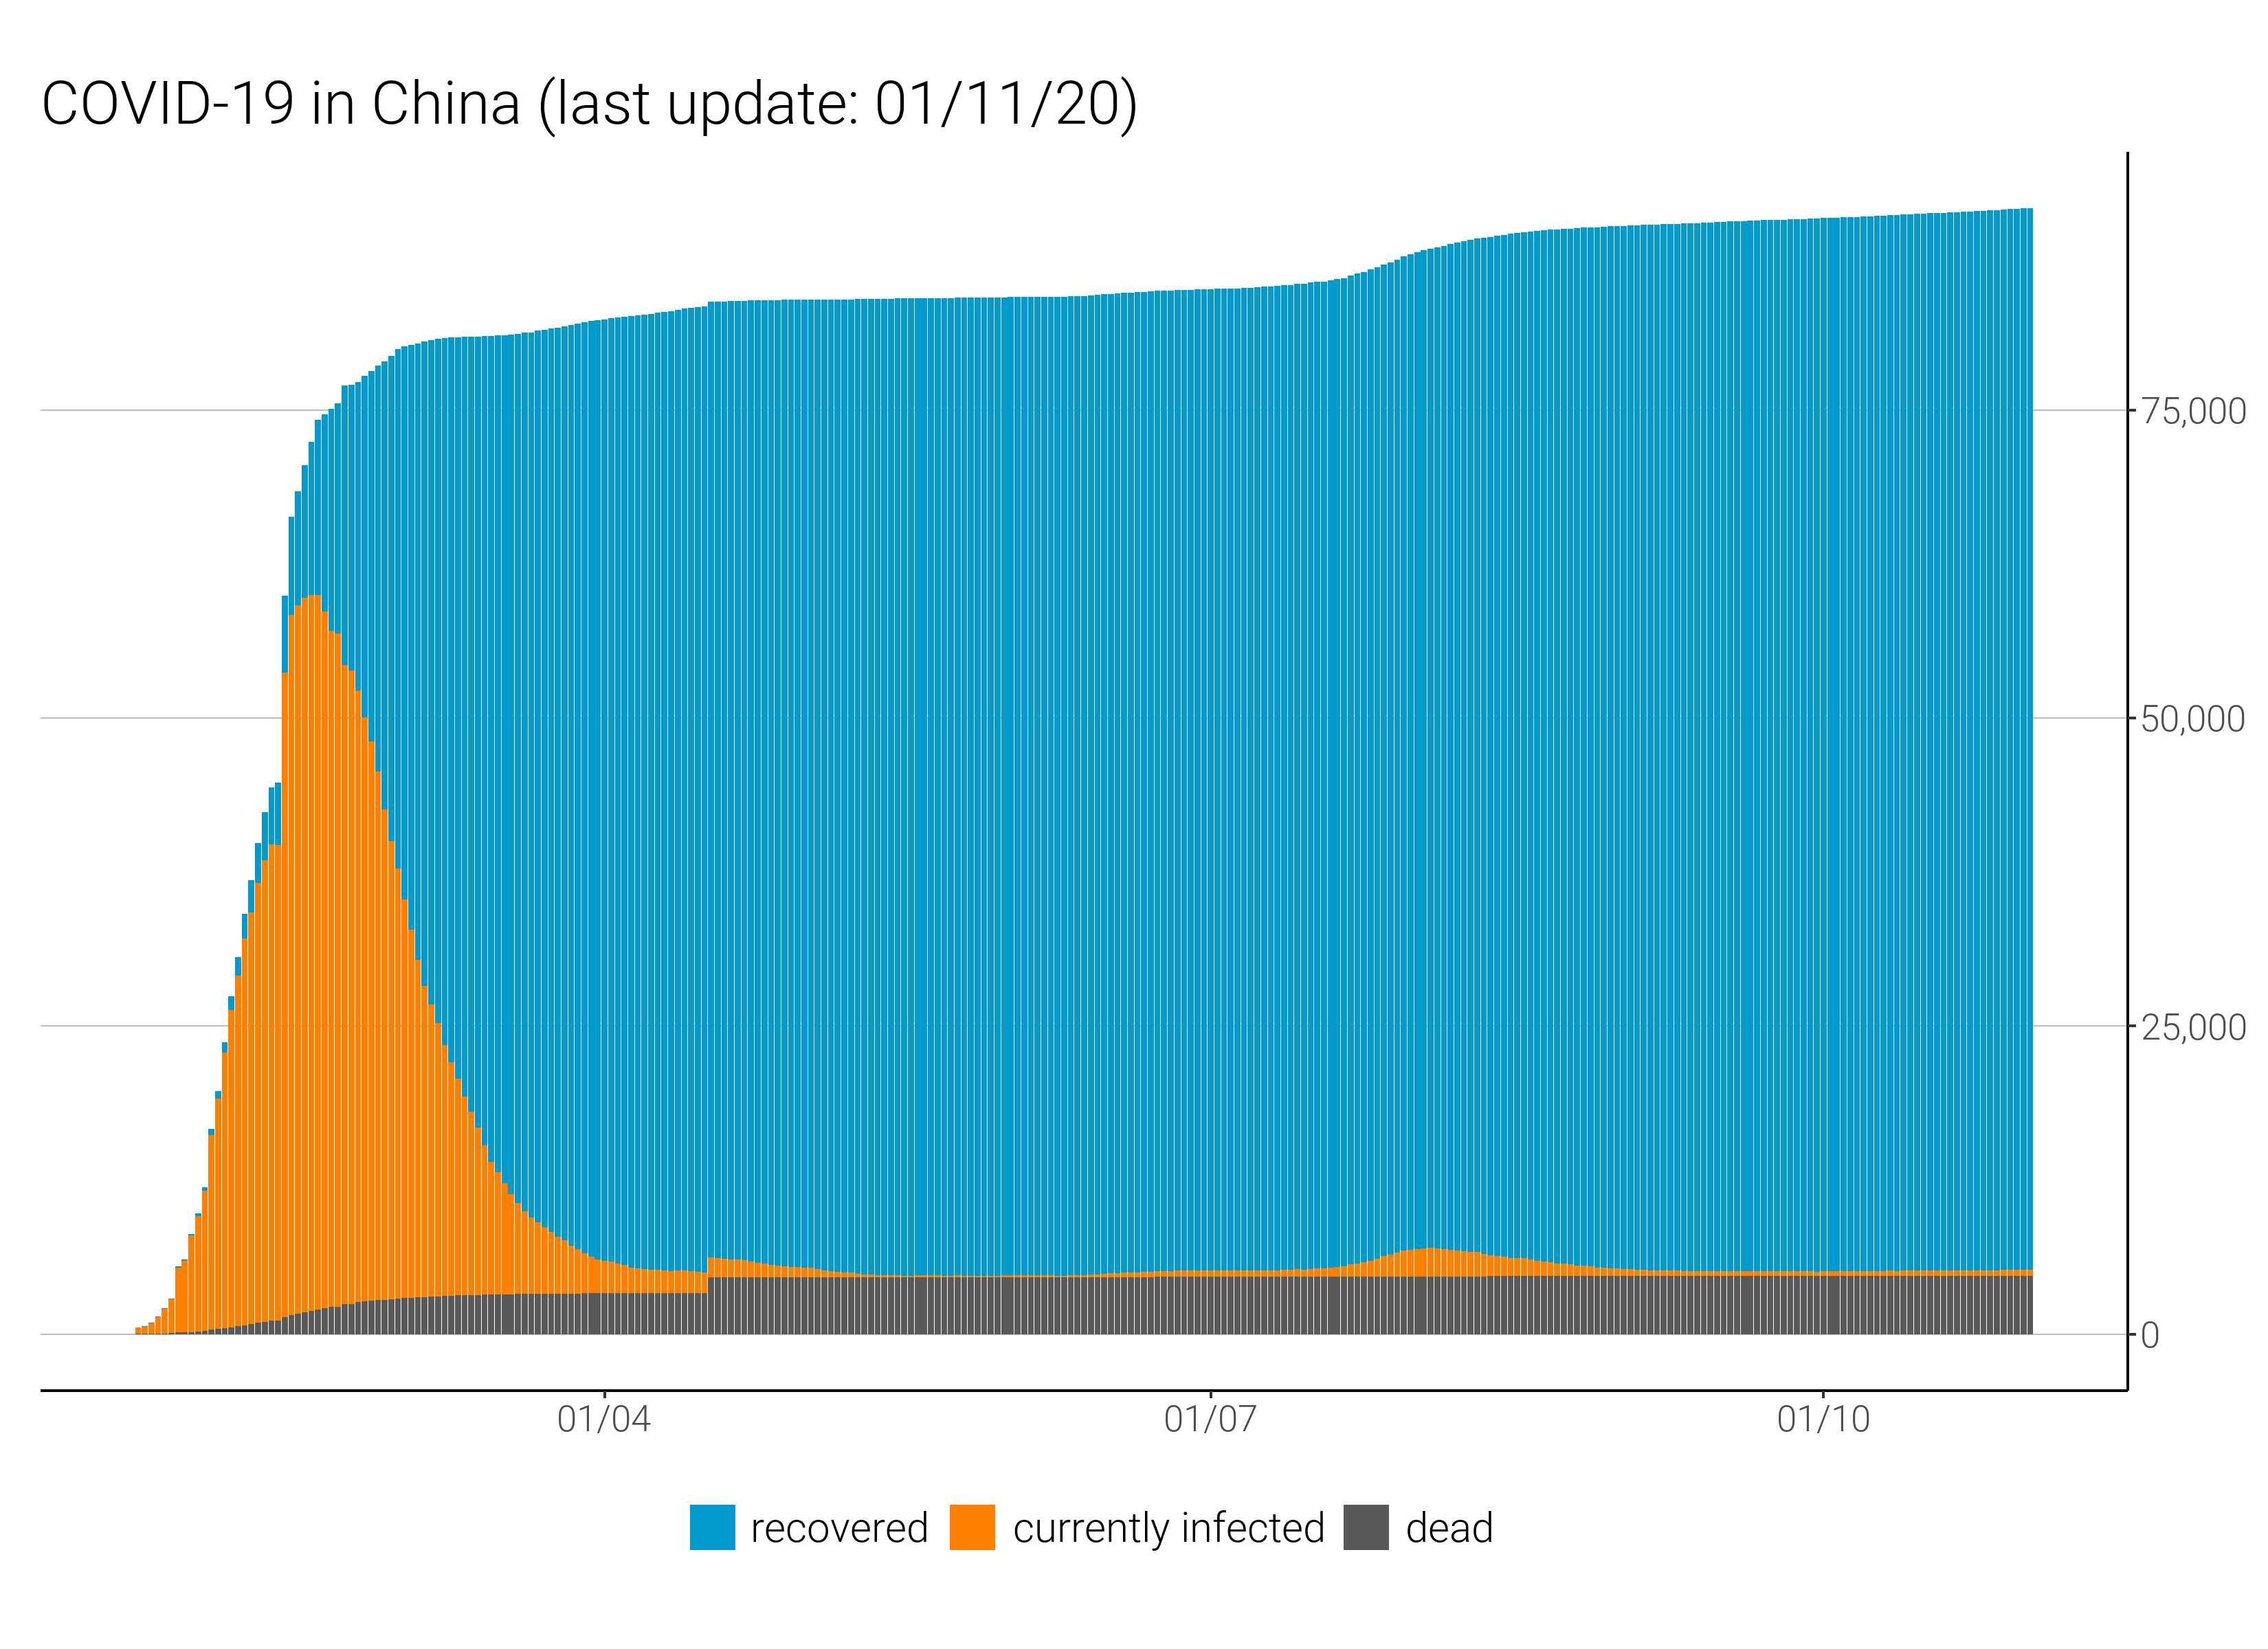 COVID-19 in China (last update: 01/11/20)
75,000
50,000
25,000
0
01/04 01/07 01/10
recovered currently infected dead